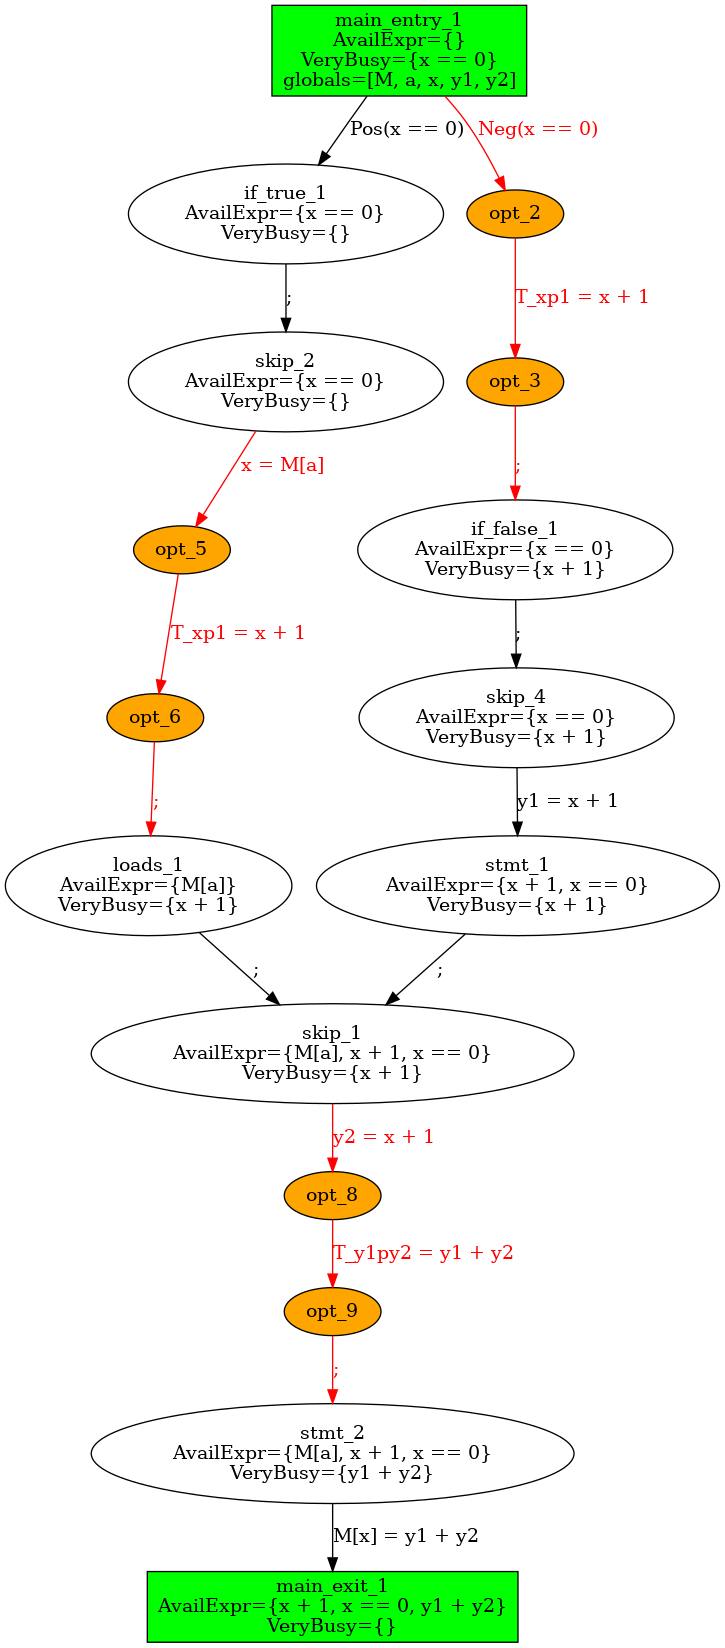 main_entry_1
AvailExpr={}
VeryBusy={x == 0}
globals=[M, a, x, y1, y2]
Pos(x == 0)
Neg(x == 0)
if_true_1
AvailExpr={x == 0}
VeryBusy={}
opt_2
;
T_xp1 = x + 1
skip_2
AvailExpr={x == 0}
VeryBusy={}
opt_3
x = M[a]
;
opt_5
if_false_1
AvailExpr={x == 0}
VeryBusy={x + 1}
T_xp1 = x + 1
;
opt_6
skip_4
AvailExpr={x == 0}
VeryBusy={x + 1}
;
y1 = x + 1
loads_1
AvailExpr={M[a]}
VeryBusy={x + 1}
stmt_1
AvailExpr={x + 1, x == 0}
VeryBusy={x + 1}
;
;
skip_1
AvailExpr={M[a], x + 1, x == 0}
VeryBusy={x + 1}
y2 = x + 1
opt_8
T_y1py2 = y1 + y2
opt_9
;
stmt_2
AvailExpr={M[a], x + 1, x == 0}
VeryBusy={y1 + y2}
M[x] = y1 + y2
main_exit_1
AvailExpr={x + 1, x == 0, y1 + y2}
VeryBusy={}